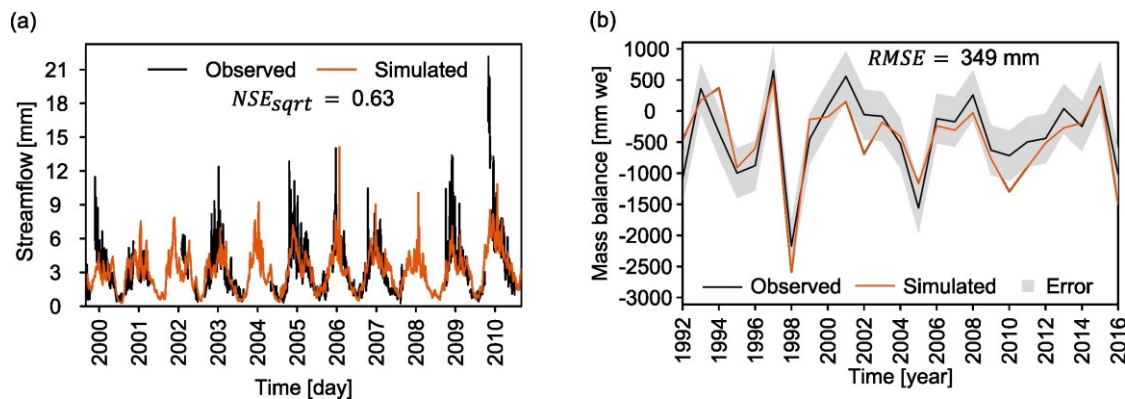 (a)
Streamflow [mm]
21
18
15
12
9
6
3
0
Observed Simulated
NSE_sqrt = 0.63
2000 2001 2002 2003 2004 2005 2006 2007 2008 2009 2010
Time [day]
(b)
Mass balance [mm we]
1000
500
0
-500
-1000
-1500
-2000
-2500
-3000
RMSE = 349 mm
Observed Simulated Error
1992 1994 1996 1998 2000 2002 2004 2006 2008 2010 2012 2014 2016
Time [year]